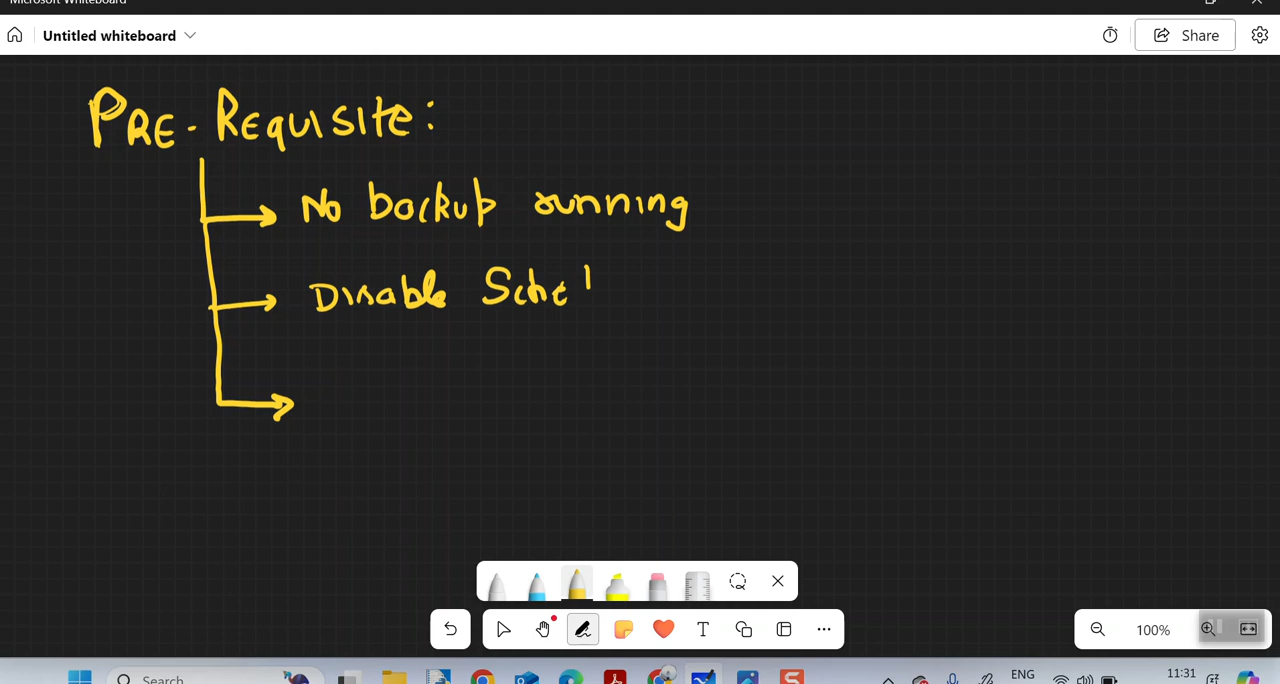 Microsoft Whiteboard
Untitled whiteboard
Share
PRE-REQUISITE:
No backup running
Disable Sche
100%
Search
ENG
11:31